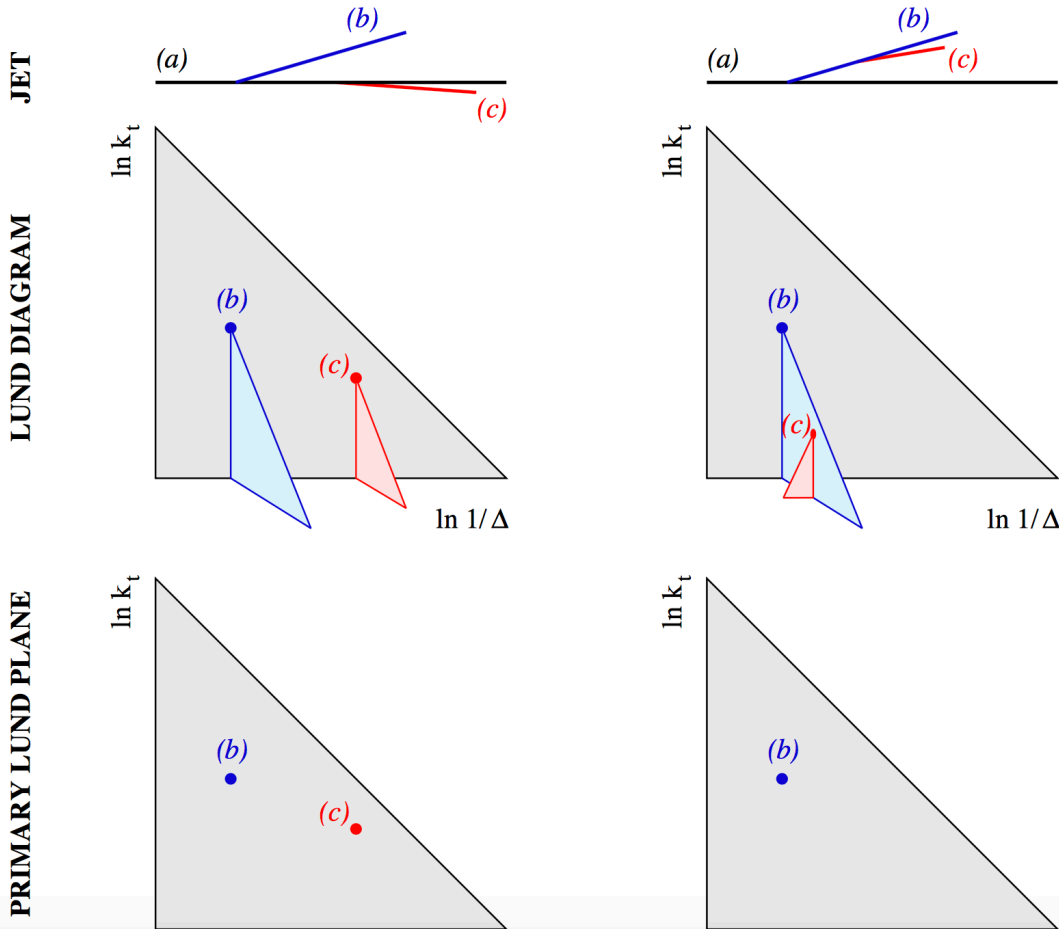 JET
(a)
(b)
(c)
(a)
(b)
(c)
LUND DIAGRAM
ln kt
(b)
(c)
ln 1/Δ
ln kt
(b)
(c)
ln 1/Δ
PRIMARY LUND PLANE
ln kt
(b)
(c)
ln kt
(b)